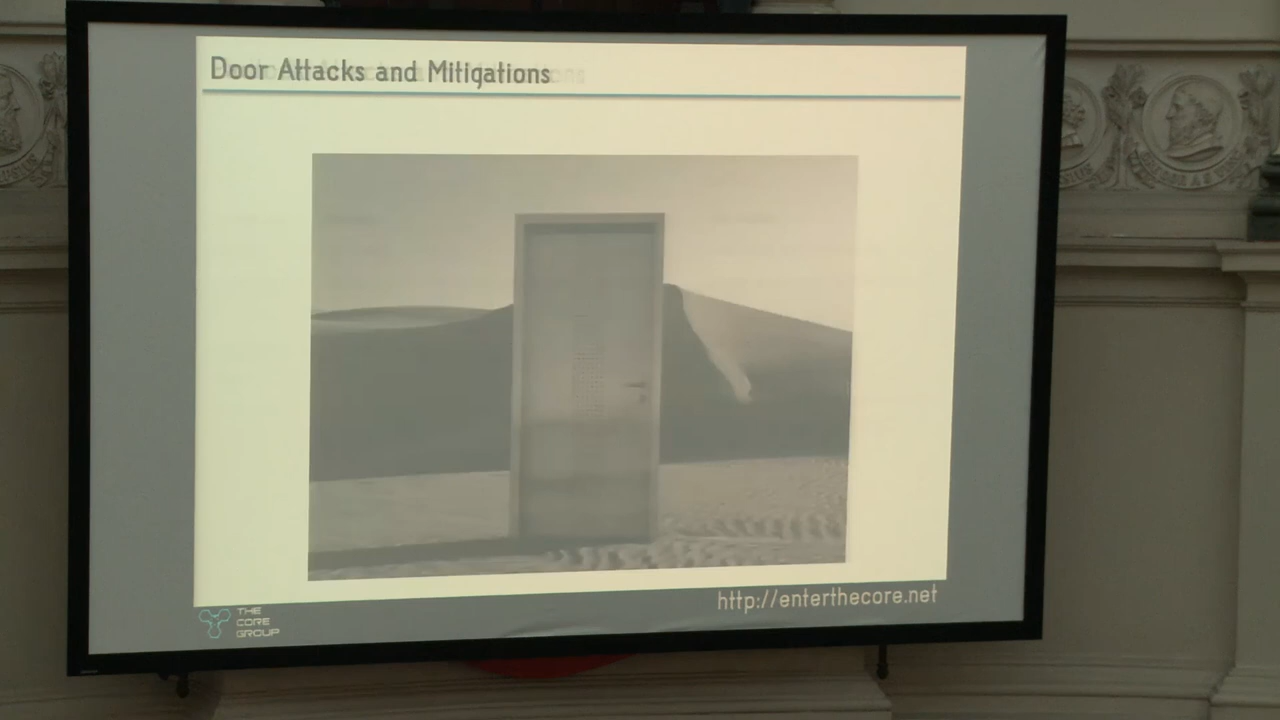 Door Attacks and Mitigations
http://enterthecore.net
THE
CORE
GROUP